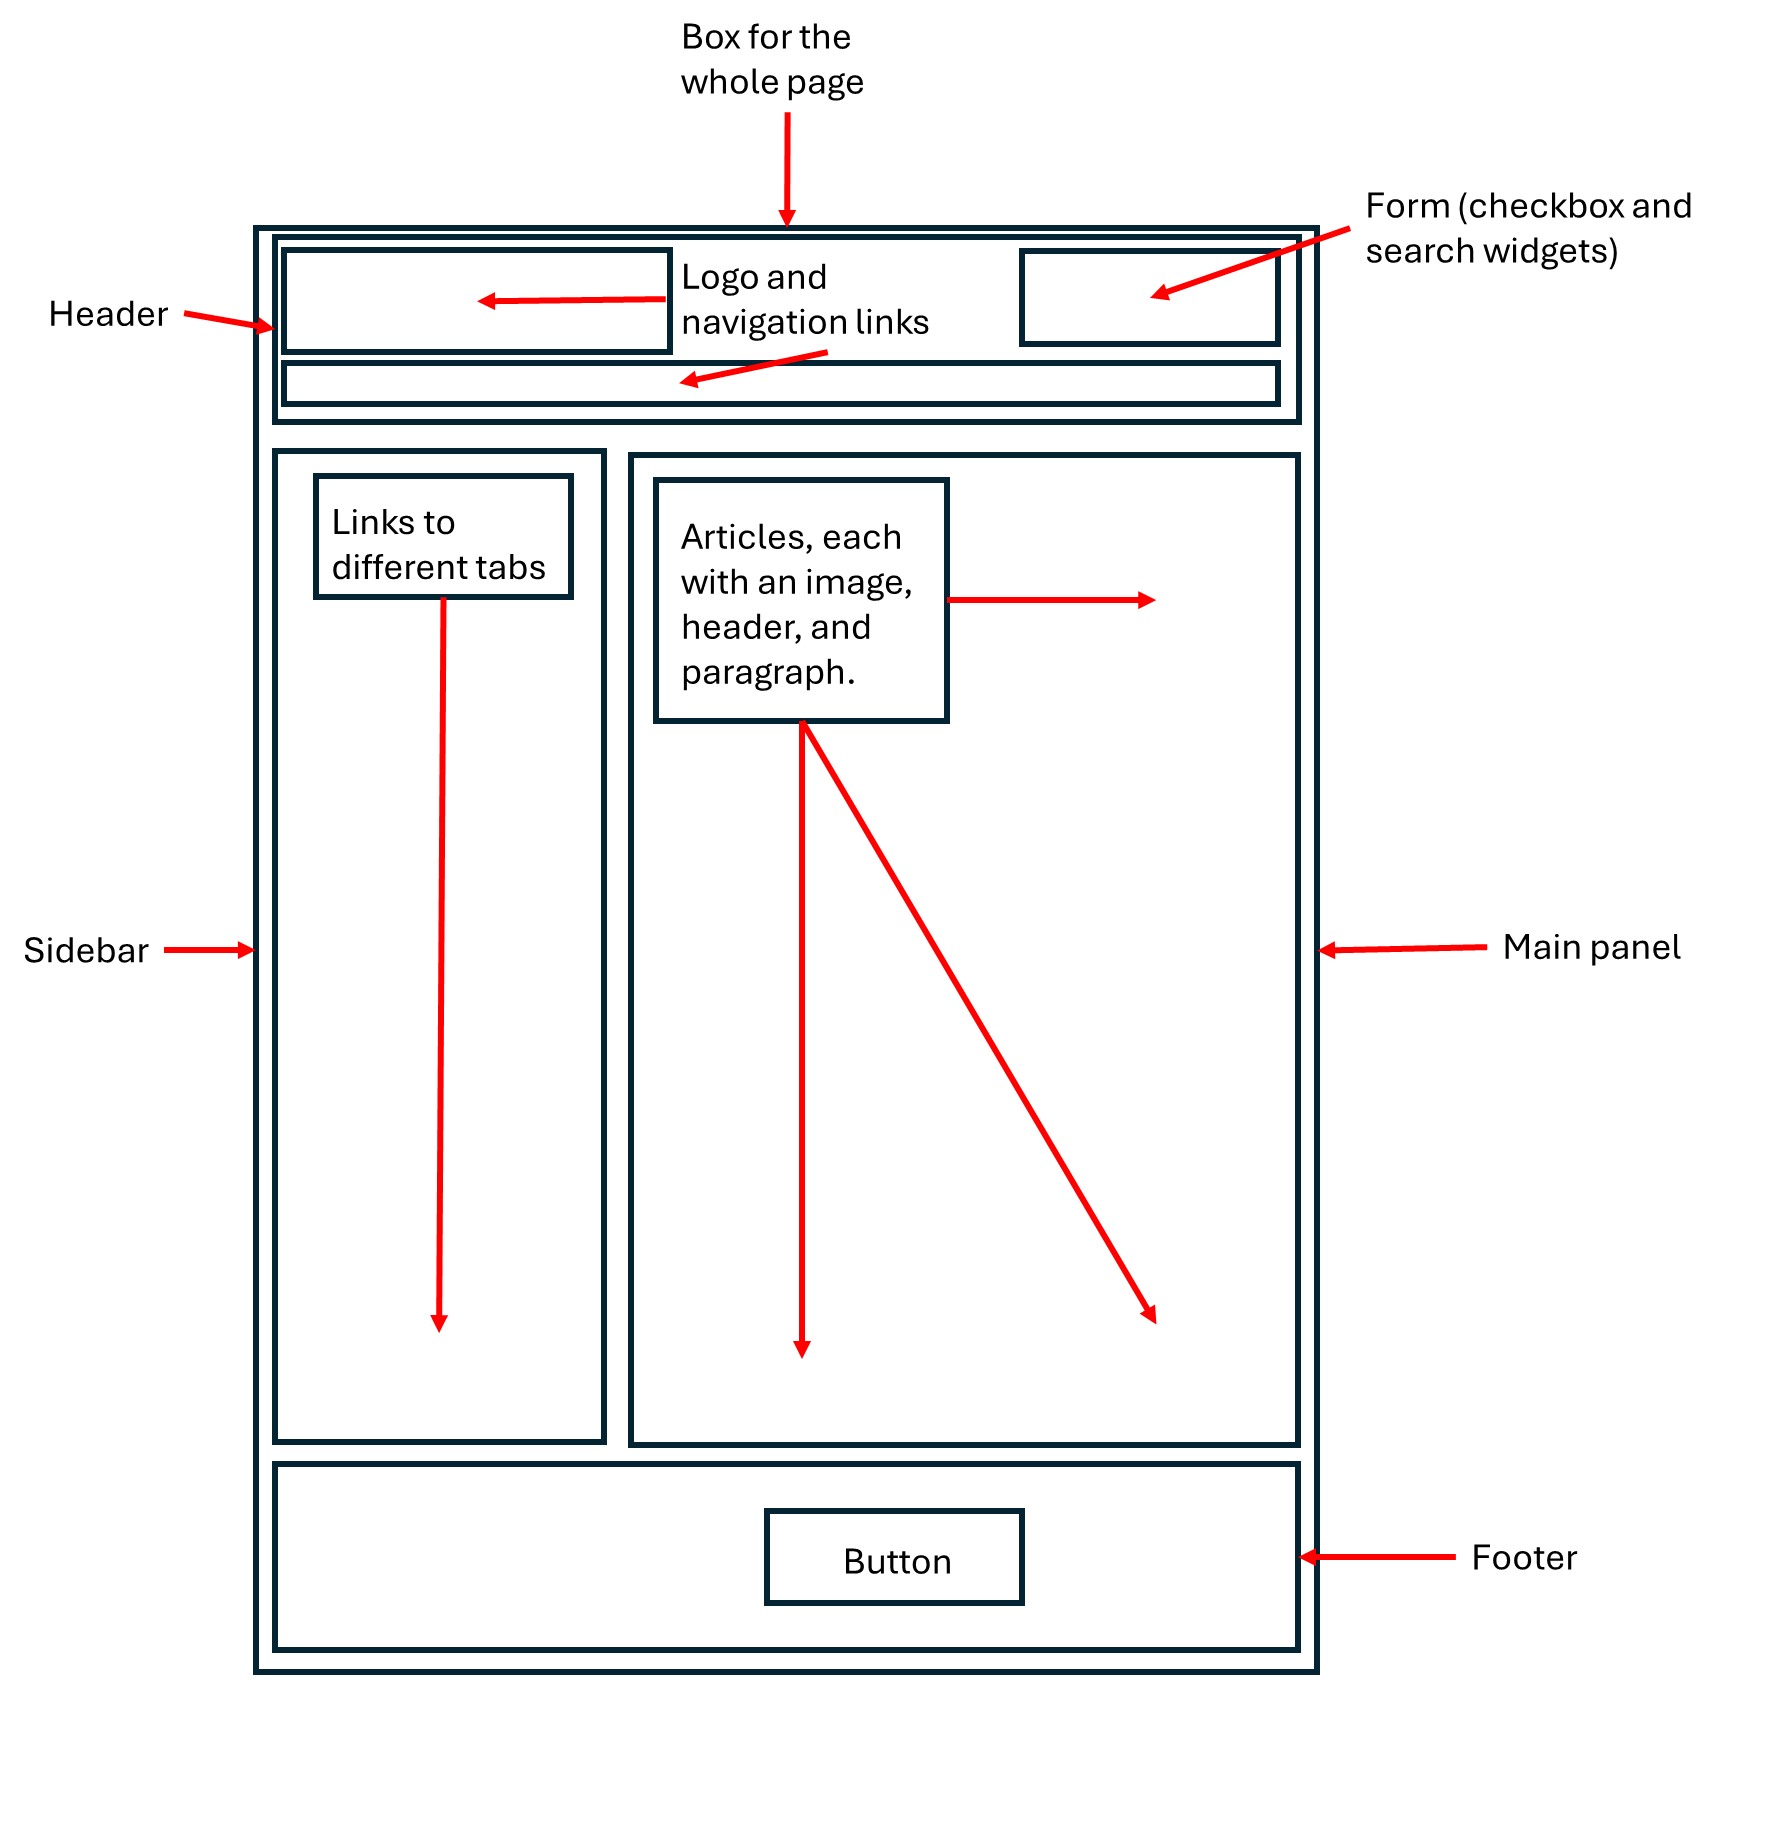 Box for the
whole page
Form (checkbox and
search widgets)
Logo and
navigation links
Header
Links to
different tabs
Articles, each
with an image,
header, and
paragraph.
Sidebar
Main panel
Button
Footer